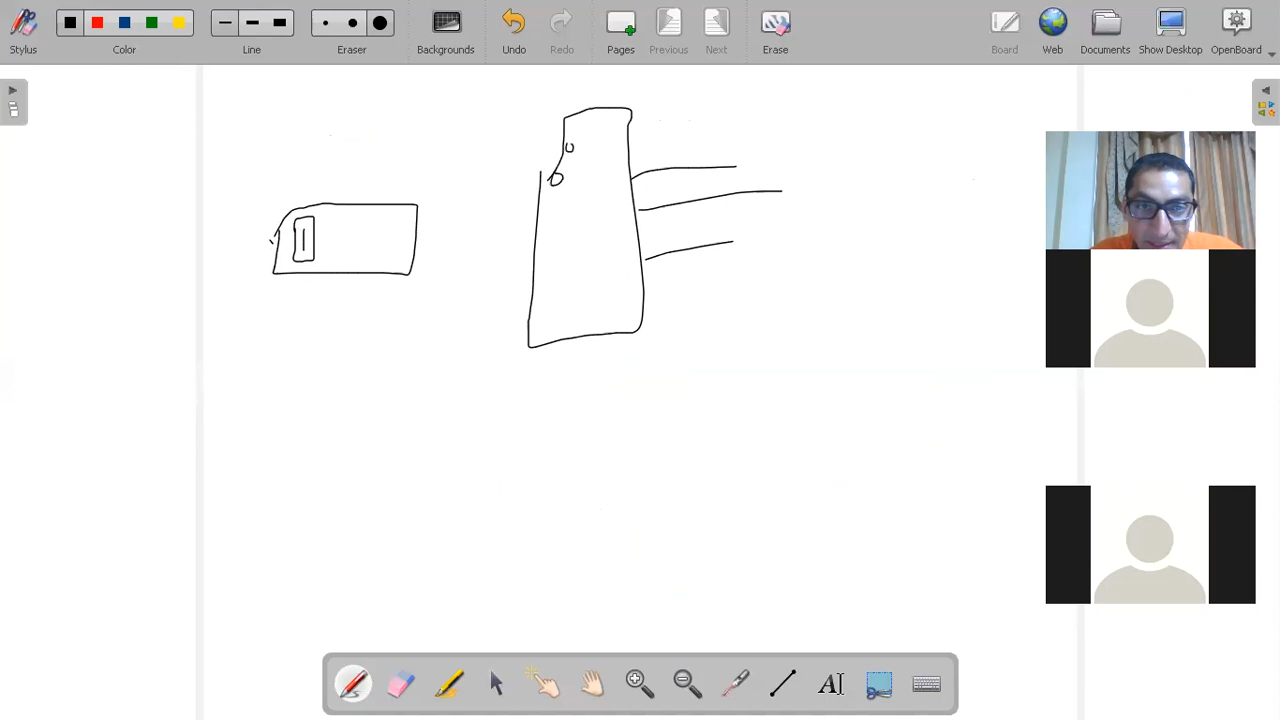 Stylus
Color
Line
Eraser
Backgrounds
Undo
Redo
Pages
Previous
Next
Erase
Board
Web
Documents
Show Desktop
OpenBoard